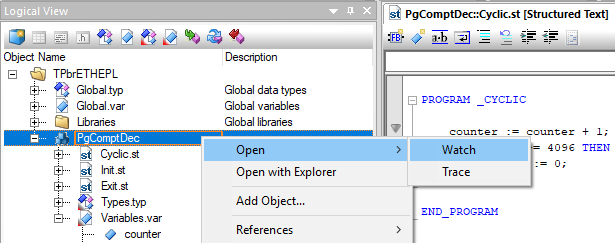 Logical View
PgComptDec::Cyclic.st [Structured Text]
Object Name Description
TPbrETHEPL
Global.typ Global data types
Global.var Global variables
Libraries Global libraries
PgComptDec
Cyclic.st
Init.st
Exit.st
Types.typ
Variables.var
counter
Open
Open with Explorer
Add Object...
References
Watch
Trace
PROGRAM _CYCLIC
counter := counter + 1;
= 4096 THEN
:= 0;
END_PROGRAM